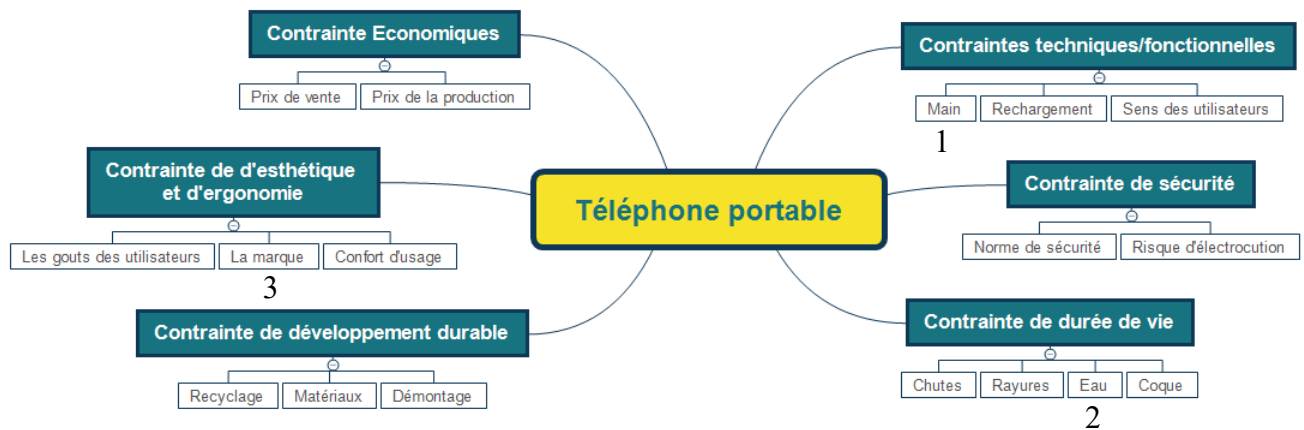 Contrainte Economiques
Prix de vente
Prix de la production
Contraintes techniques/fonctionnelles
Main
Rechargement
Sens des utilisateurs
1
Contrainte de d'esthétique
et d'ergonomie
Les gouts des utilisateurs
La marque
Confort d'usage
3
Téléphone portable
Contrainte de sécurité
Norme de sécurité
Risque d'électrocution
Contrainte de développement durable
Recyclage
Matériaux
Démontage
Contrainte de durée de vie
Chutes
Rayures
Eau
Coque
2